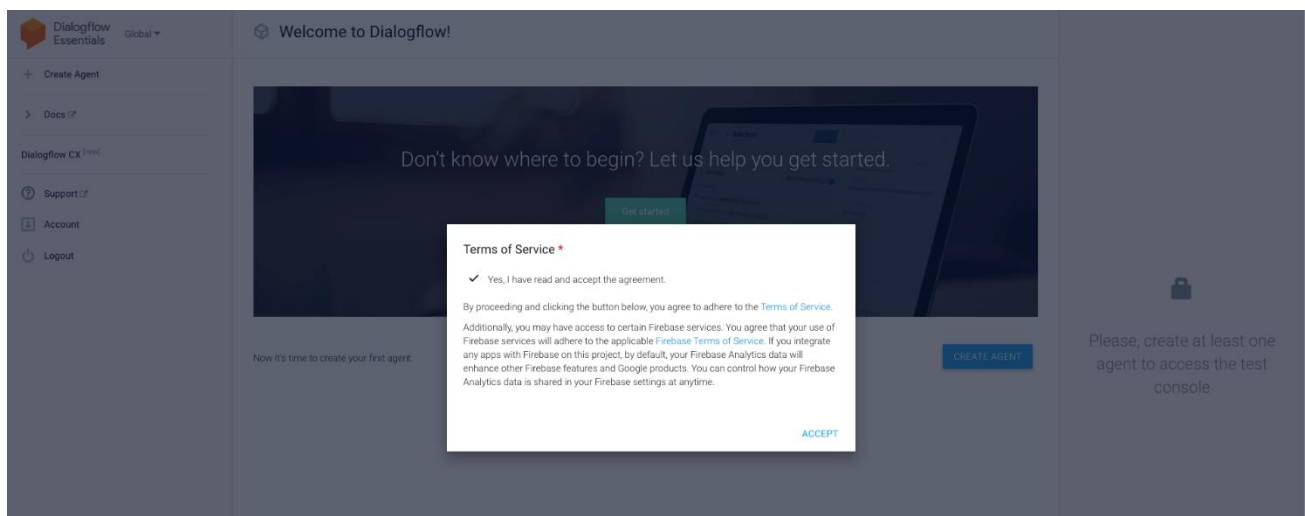 Dialogflow
Essentials
Global
Welcome to Dialogflow!
Create Agent
Docs
Dialogflow CX [new]
Support
Account
Logout
Don't know where to begin? Let us help you get started.
Get started
Terms of Service *
Yes, I have read and accept the agreement.
By proceeding and clicking the button below, you agree to adhere to the Terms of Service.
Additionally, you may have access to certain Firebase services. You agree that your use of
Firebase services will adhere to the applicable Firebase Terms of Service. If you integrate
any apps with Firebase on this project, by default, your Firebase Analytics data will
enhance other Firebase features and Google products. You can control how your Firebase
Analytics data is shared in your Firebase settings at anytime.
ACCEPT
Now it's time to create your first agent.
CREATE AGENT
Please, create at least one
agent to access the test
console